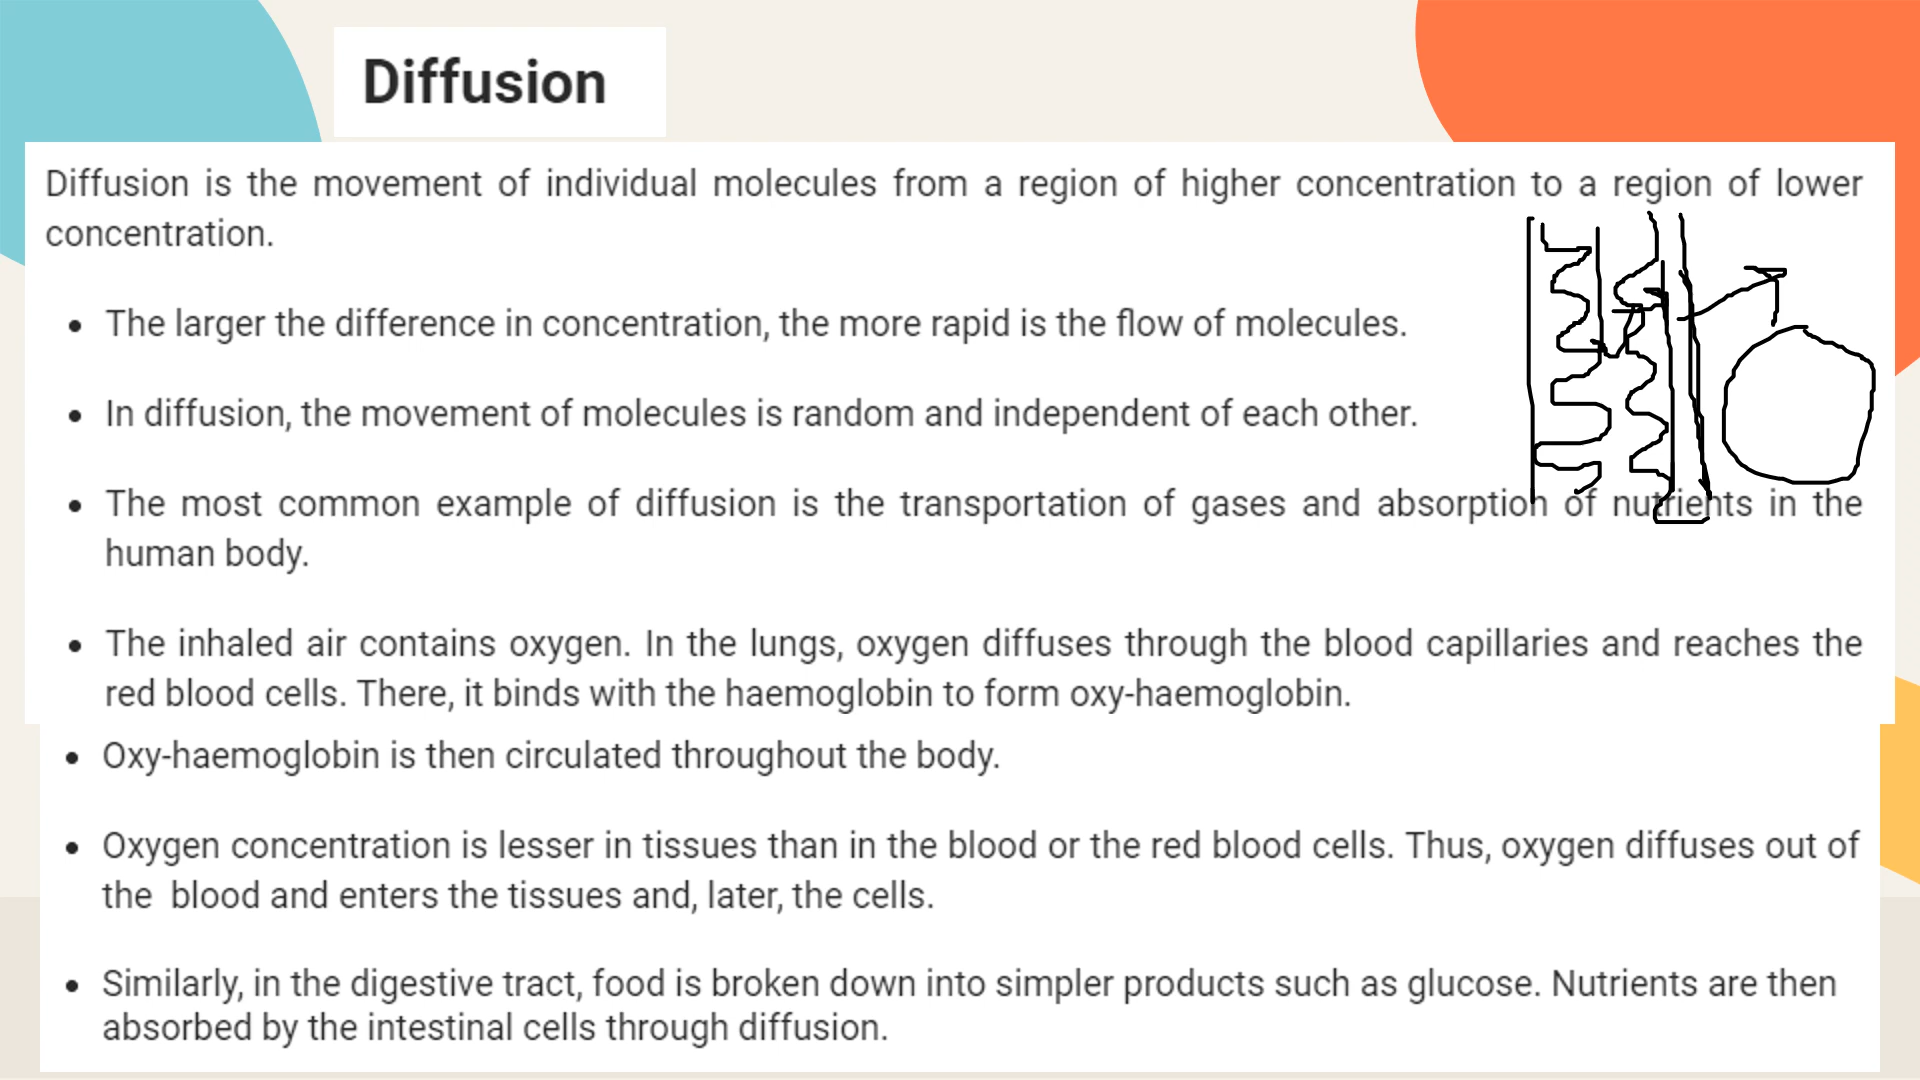 Diffusion
Diffusion is the movement of individual molecules from a region of higher concentration to a region of lower
concentration.
• The larger the difference in concentration, the more rapid is the flow of molecules.
• In diffusion, the movement of molecules is random and independent of each other.
• The most common example of diffusion is the transportation of gases and absorption of nutrients in the
human body.
• The inhaled air contains oxygen. In the lungs, oxygen diffuses through the blood capillaries and reaches the
red blood cells. There, it binds with the haemoglobin to form oxy-haemoglobin.
• Oxy-haemoglobin is then circulated throughout the body.
• Oxygen concentration is lesser in tissues than in the blood or the red blood cells. Thus, oxygen diffuses out of
the  blood and enters the tissues and, later, the cells.
• Similarly, in the digestive tract, food is broken down into simpler products such as glucose. Nutrients are then
absorbed by the intestinal cells through diffusion.